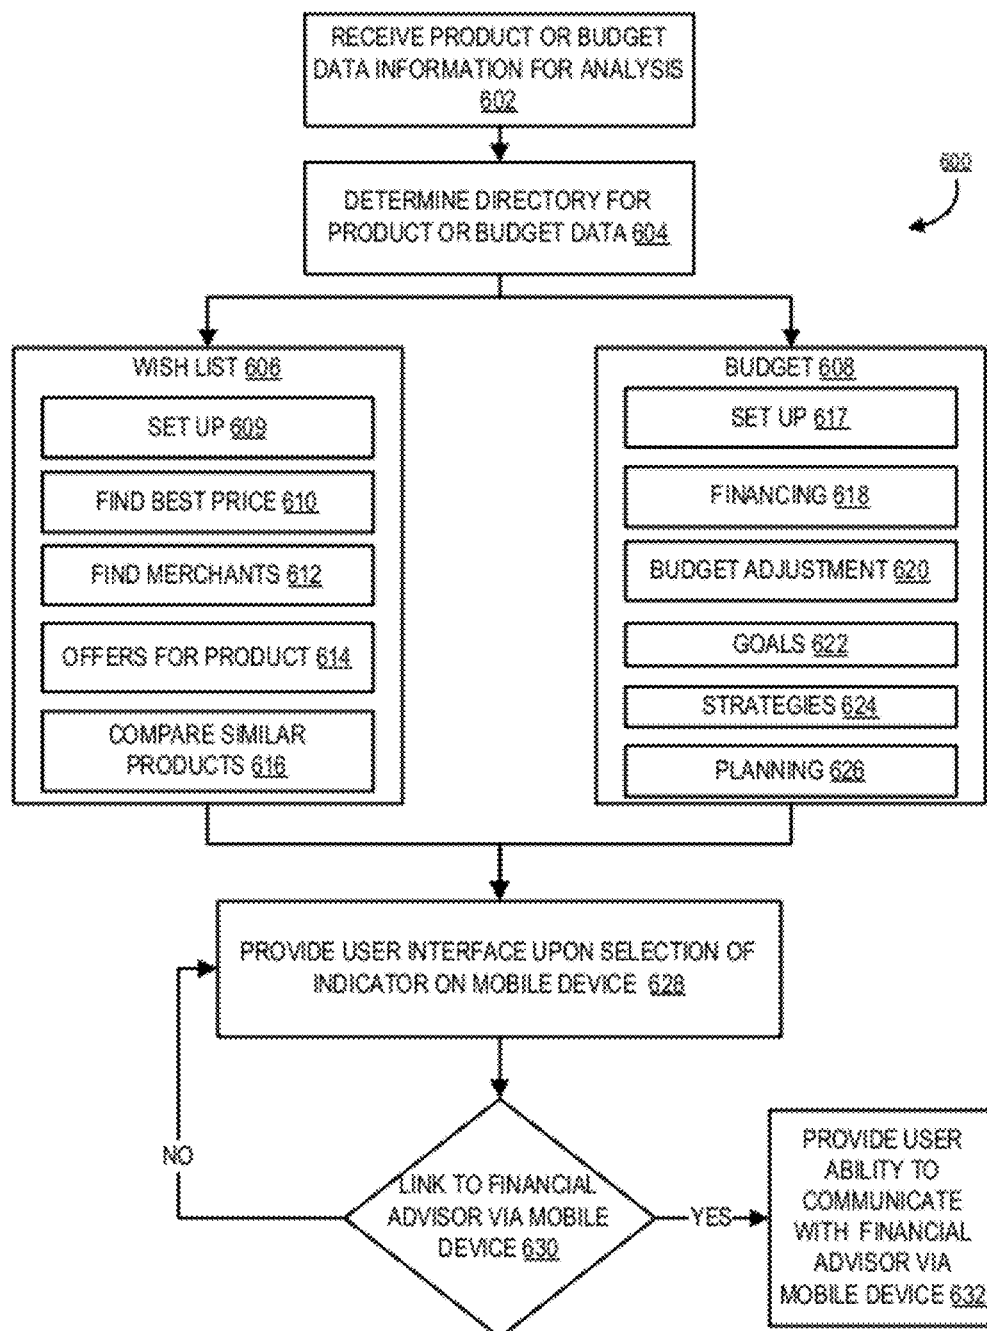 RECEIVE PRODUCT OR BUDGET
DATA INFORMATION FOR ANALYSIS
602
600
DETERMINE DIRECTORY FOR
PRODUCT OR BUDGET DATA 604
WISH LIST 606
SET UP 609
FIND BEST PRICE 610
FIND MERCHANTS 612
OFFERS FOR PRODUCT 614
COMPARE SIMILAR
PRODUCTS 616
BUDGET 608
SET UP 617
FINANCING 618
BUDGET ADJUSTMENT 620
GOALS 622
STRATEGIES 624
PLANNING 626
PROVIDE USER INTERFACE UPON SELECTION OF
INDICATOR ON MOBILE DEVICE 628
NO
LINK TO FINANCIAL
ADVISOR VIA MOBILE
DEVICE 630
YES
PROVIDE USER
ABILITY TO
COMMUNICATE
WITH FINANCIAL
ADVISOR VIA
MOBILE DEVICE 632